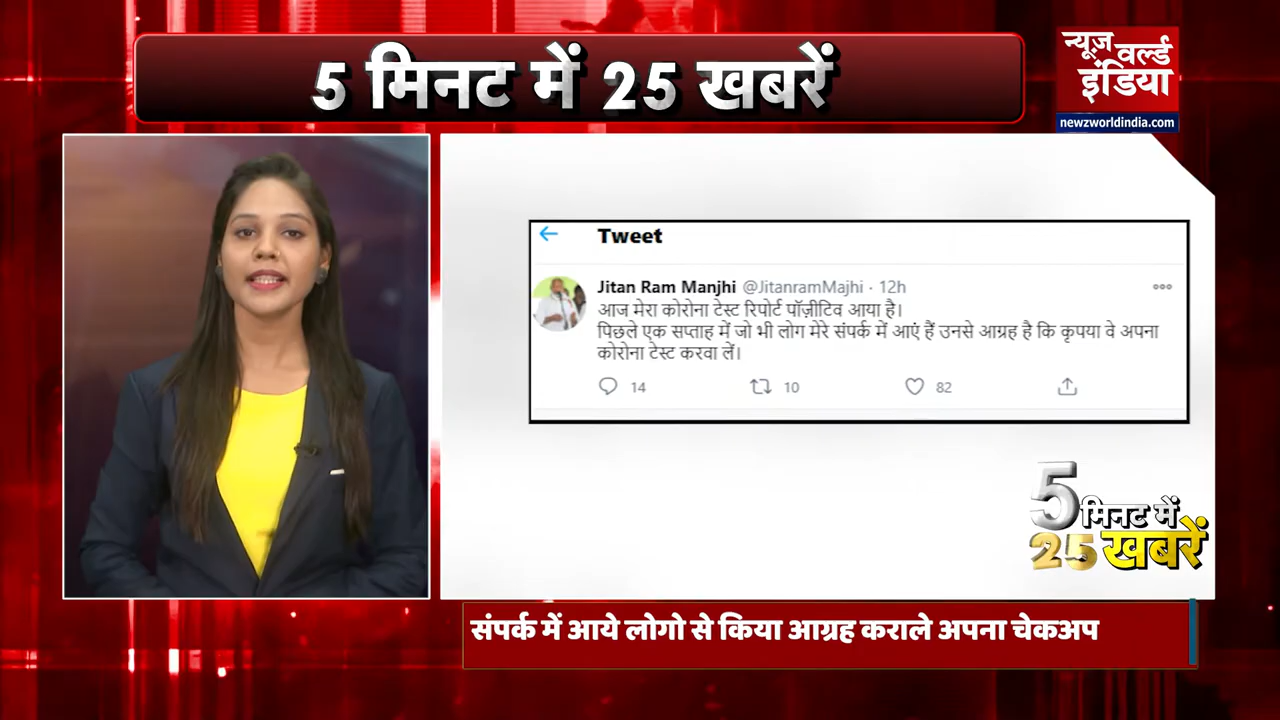 5 मिनट में 25 खबरें
न्यूज़
वर्ल्ड
इंडिया
newzworldindia.com
Tweet
Jitan Ram Manjhi @JitanramMajhi · 12h
आज मेरा कोरोना टेस्ट रिपोर्ट पॉज़ीटिव आया है।
पिछले एक सप्ताह में जो भी लोग मेरे संपर्क में आएं हैं उनसे आग्रह है कि कृपया वे अपना
कोरोना टेस्ट करवा लें।
14 10 82
5 मिनट में
25 खबरें
संपर्क में आये लोगो से किया आग्रह कराले अपना चेकअप